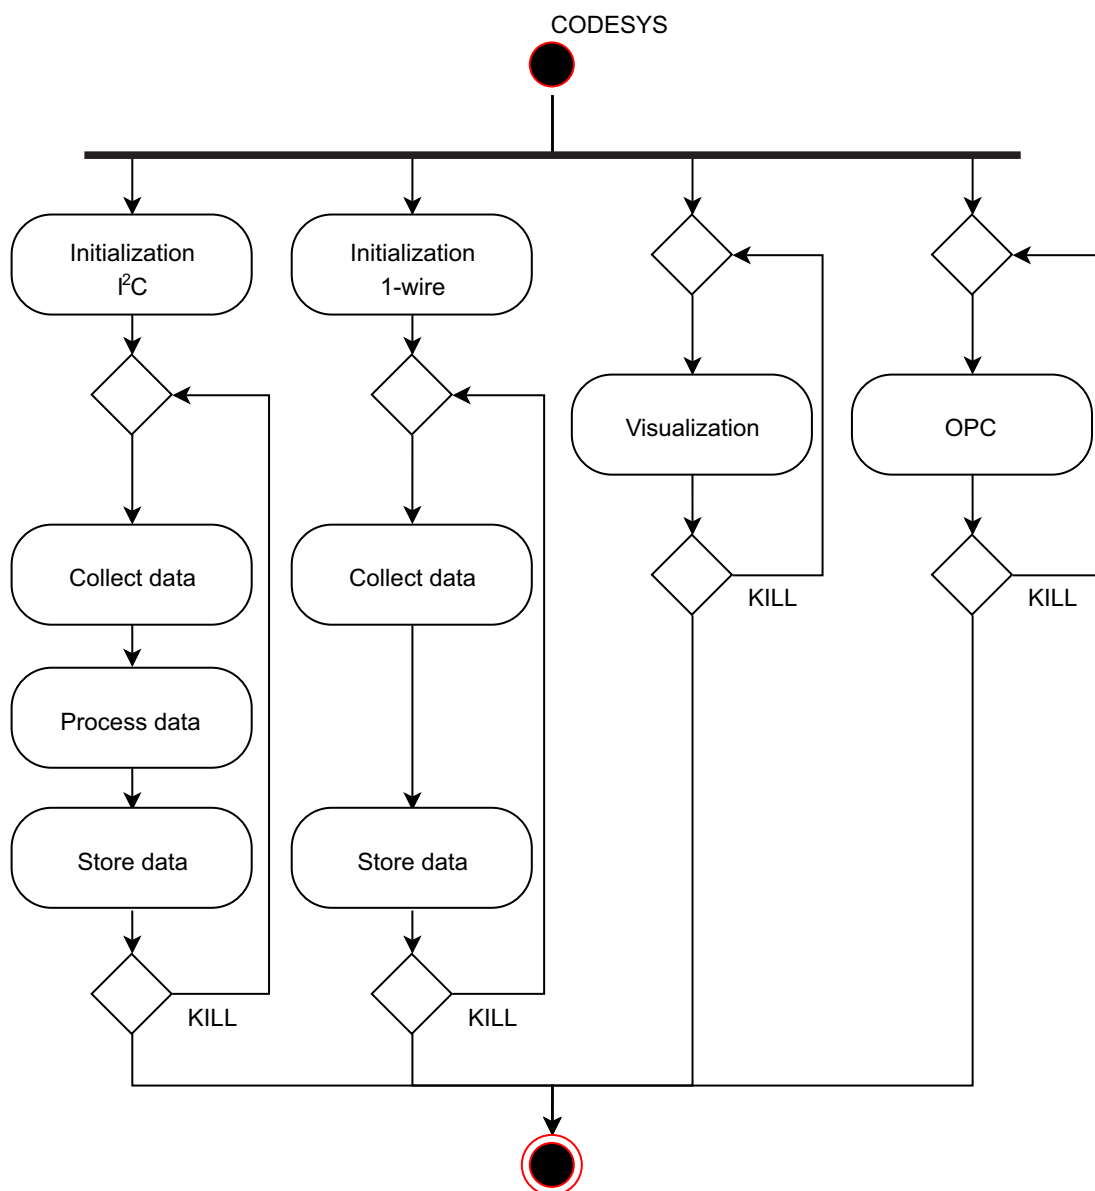 CODESYS
Initialization
I²C
Initialization
1-wire
Visualization
OPC
Collect data
Collect data
KILL
KILL
Process data
Store data
Store data
KILL
KILL